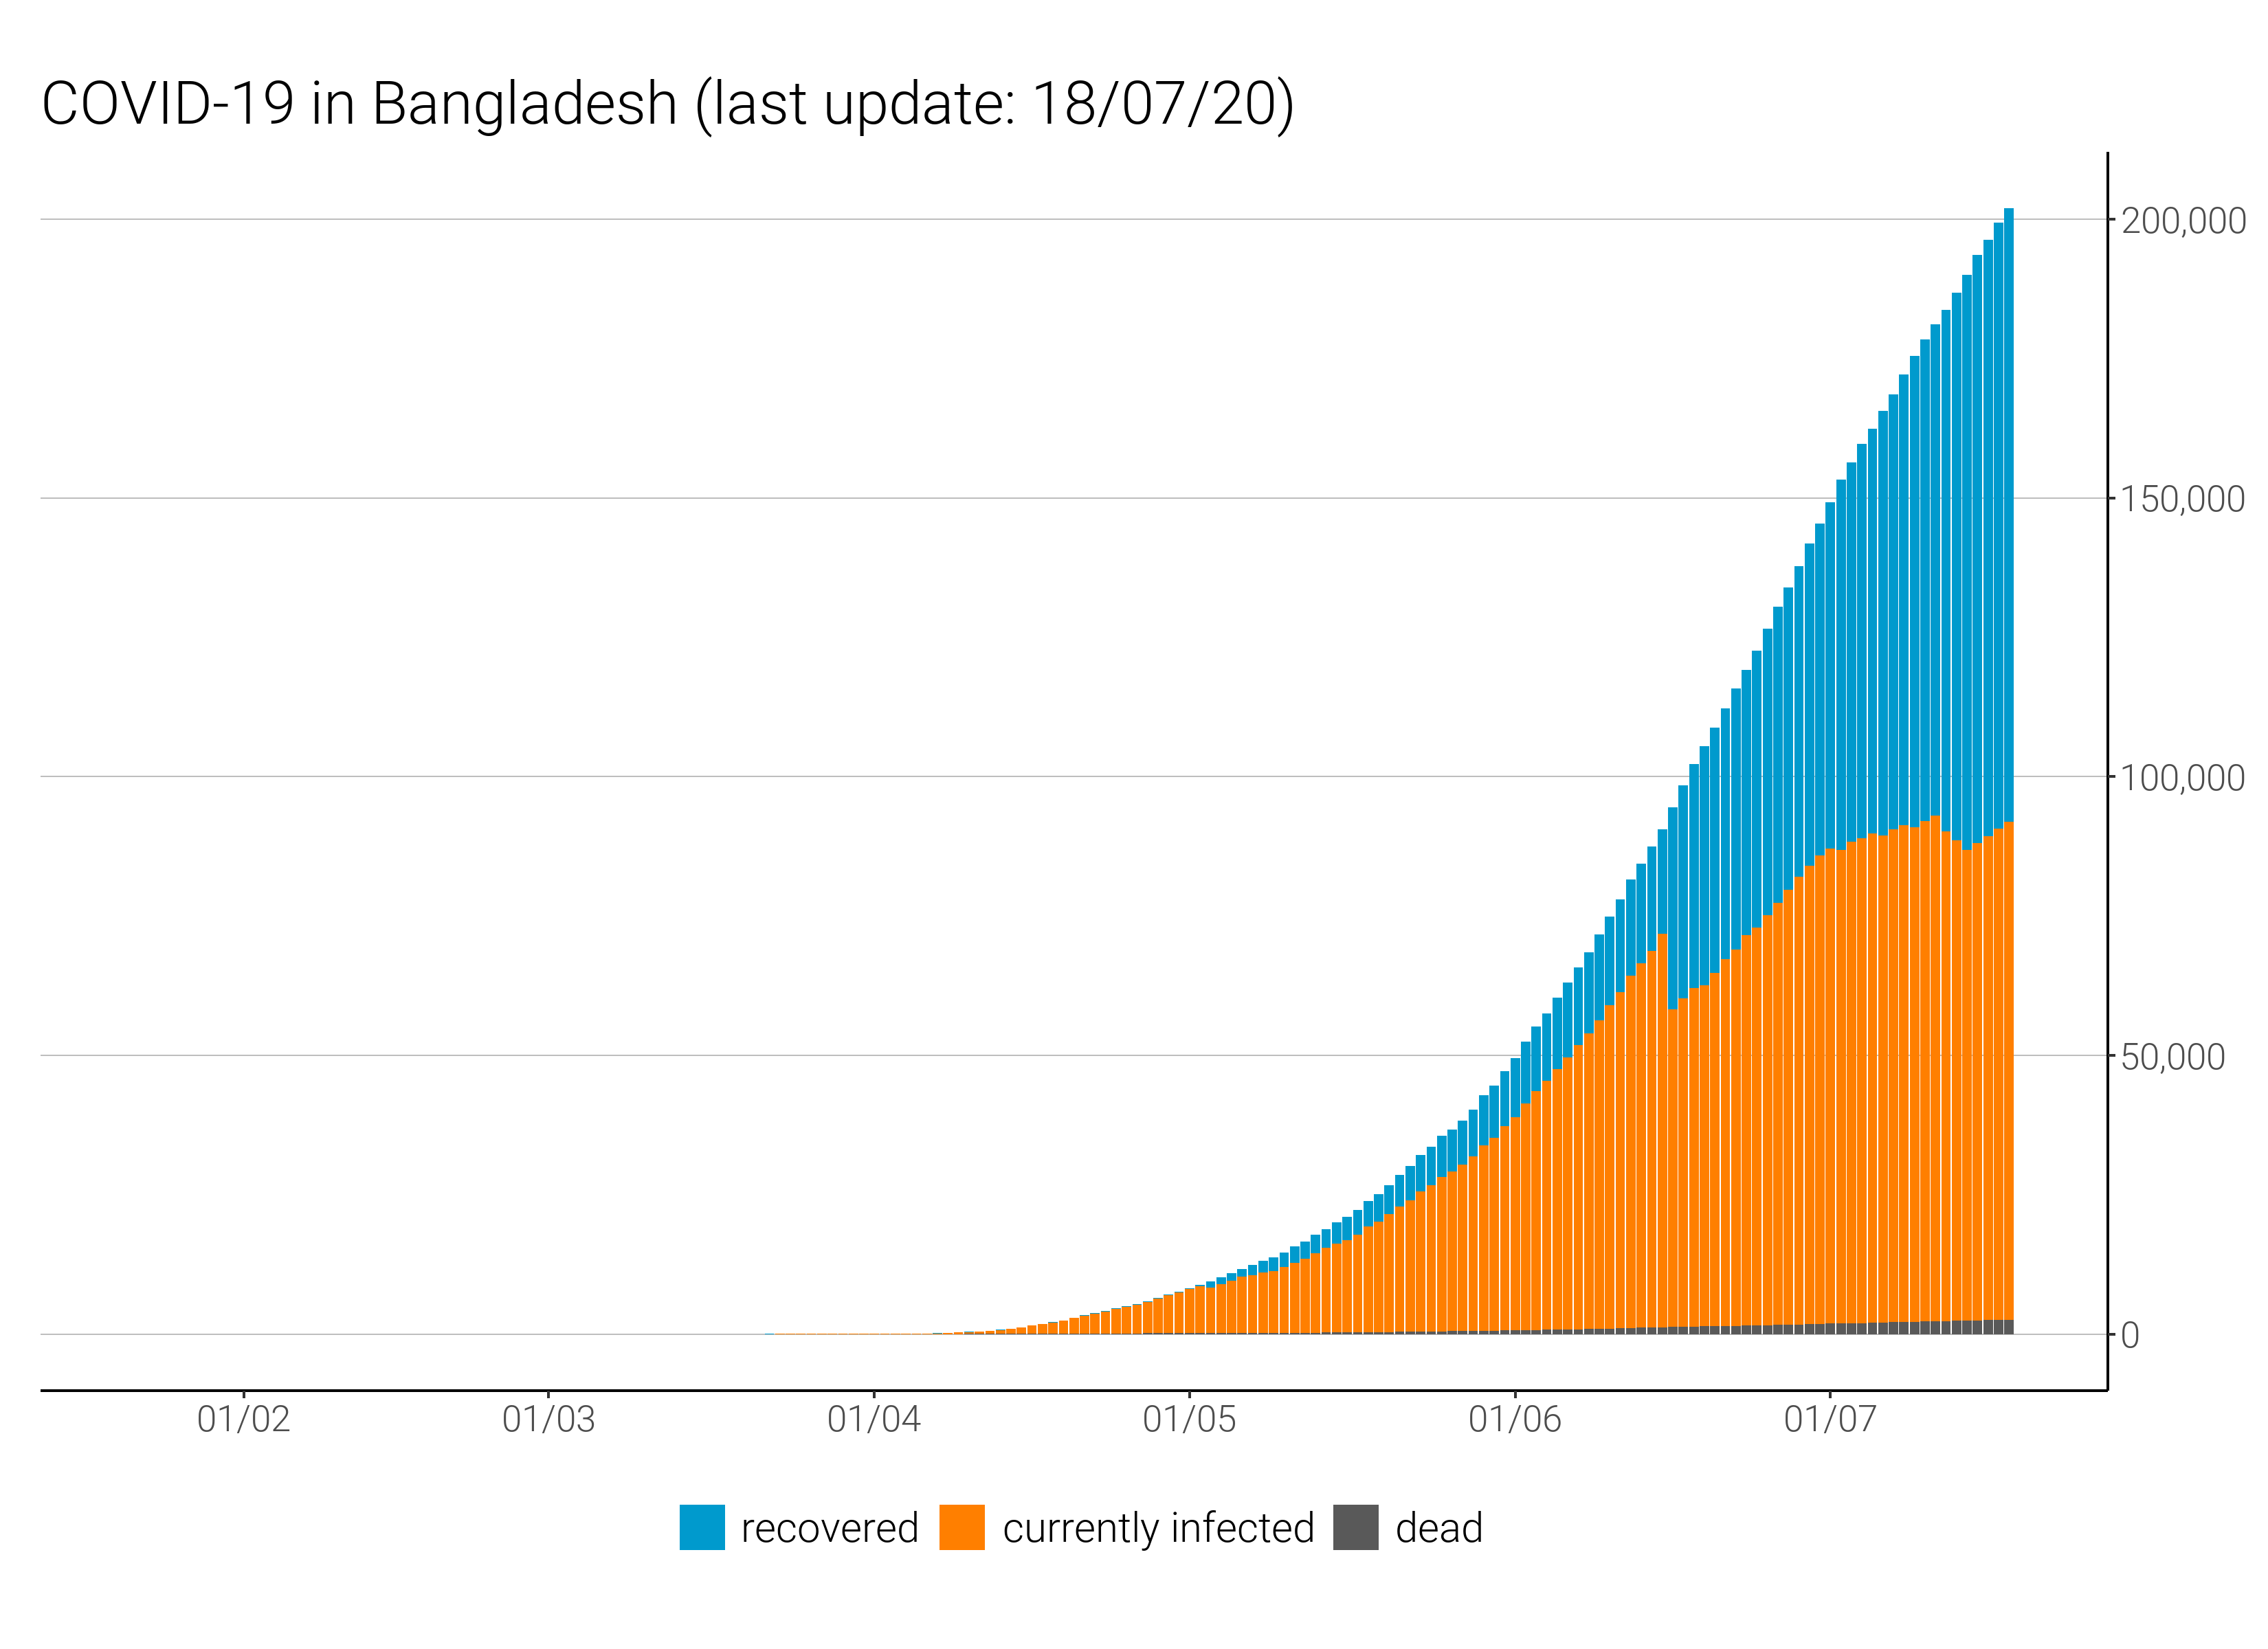 COVID-19 in Bangladesh (last update: 18/07/20)
200,000
150,000
100,000
50,000
0
01/02 01/03 01/04 01/05 01/06 01/07
recovered currently infected dead